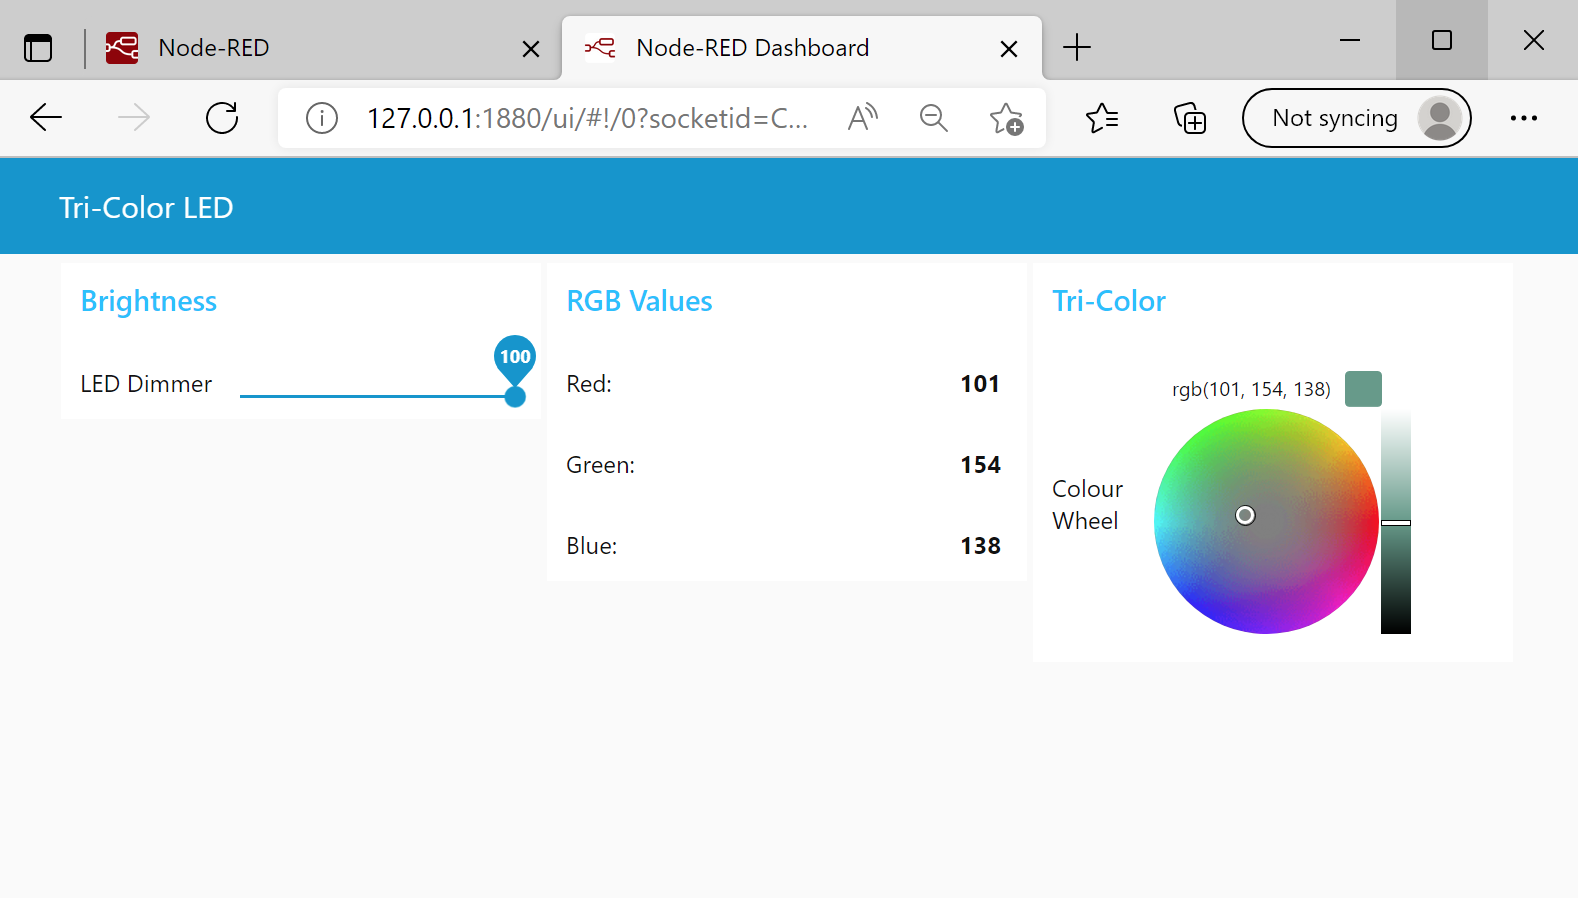 Node-RED
Node-RED Dashboard
127.0.0.1:1880/ui/#!/0?socketid=C...
Not syncing
Tri-Color LED
Brightness
LED Dimmer
100
RGB Values
Red: 101
Green: 154
Blue: 138
Tri-Color
rgb(101, 154, 138)
Colour
Wheel